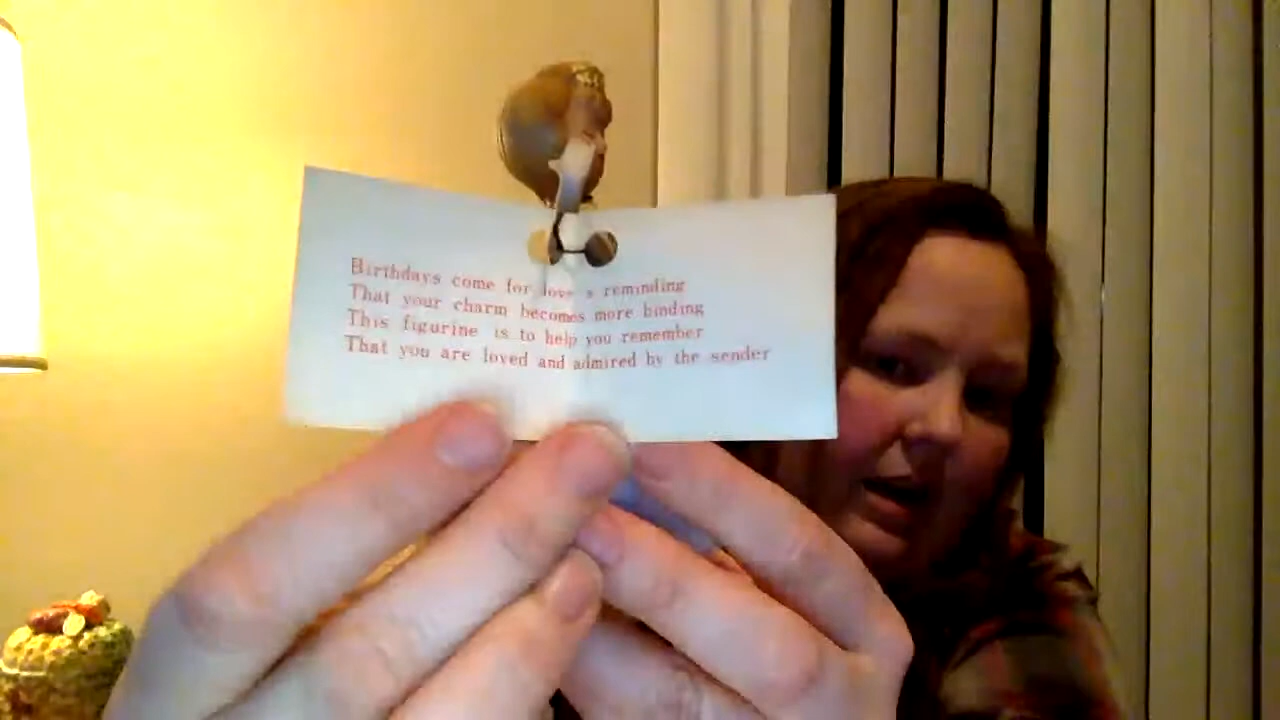 Birthdays come for love s reminding
That your charm becomes more binding
This figurine is to help you remember
That you are loved and admired by the sender